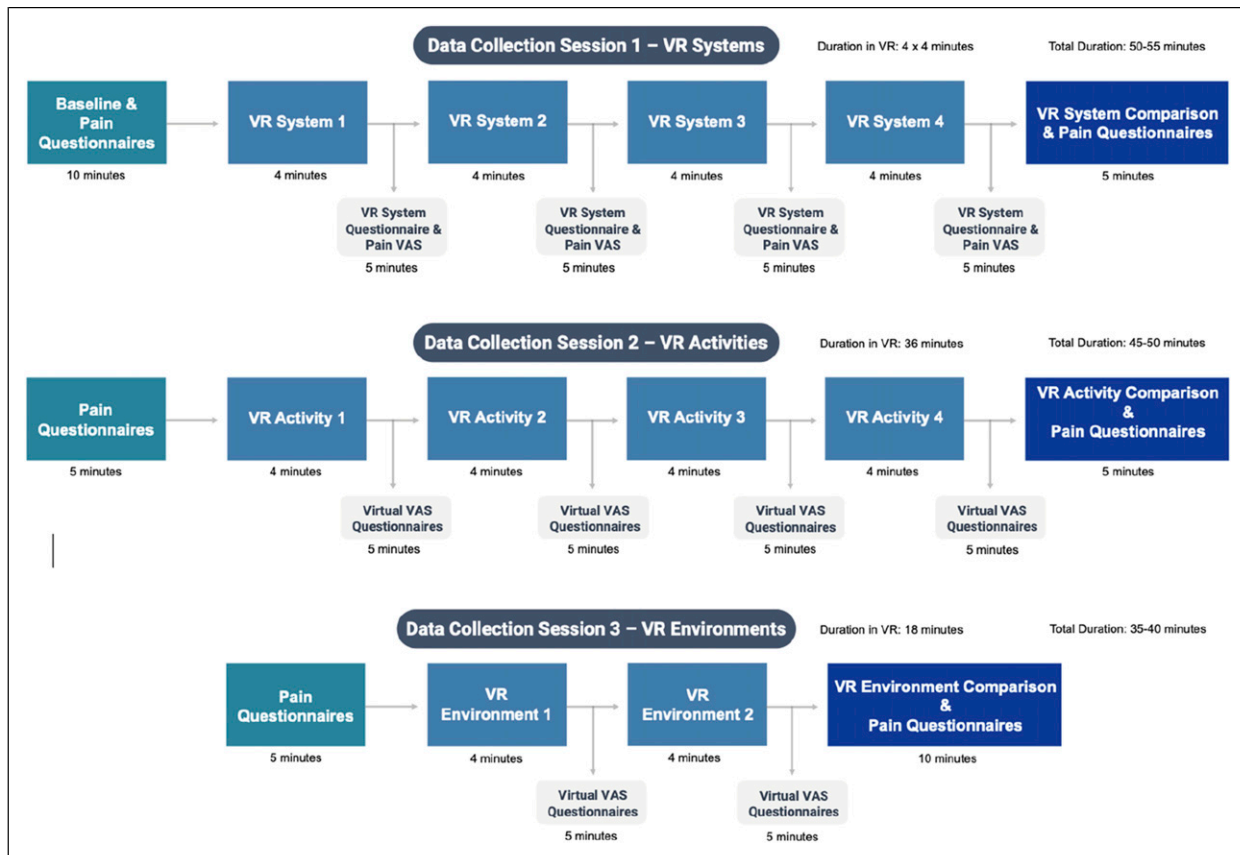 Data Collection Session 1 – VR Systems
Duration in VR: 4 x 4 minutes
Total Duration: 50-55 minutes
Baseline &
Pain
Questionnaires
10 minutes
VR System 1
4 minutes
VR System 2
4 minutes
VR System 3
4 minutes
VR System 4
4 minutes
VR System Comparison
& Pain Questionnaires
5 minutes
VR System
Questionnaire &
Pain VAS
5 minutes
VR System
Questionnaire &
Pain VAS
5 minutes
VR System
Questionnaire &
Pain VAS
5 minutes
VR System
Questionnaire &
Pain VAS
5 minutes
Data Collection Session 2 – VR Activities
Duration in VR: 36 minutes
Total Duration: 45-50 minutes
Pain
Questionnaires
5 minutes
VR Activity 1
4 minutes
VR Activity 2
4 minutes
VR Activity 3
4 minutes
VR Activity 4
4 minutes
VR Activity Comparison
&
Pain Questionnaires
5 minutes
Virtual VAS
Questionnaires
5 minutes
Virtual VAS
Questionnaires
5 minutes
Virtual VAS
Questionnaires
5 minutes
Virtual VAS
Questionnaires
5 minutes
Data Collection Session 3 – VR Environments
Duration in VR: 18 minutes
Total Duration: 35-40 minutes
Pain
Questionnaires
5 minutes
VR
Environment 1
4 minutes
VR
Environment 2
4 minutes
VR Environment Comparison
&
Pain Questionnaires
10 minutes
Virtual VAS
Questionnaires
5 minutes
Virtual VAS
Questionnaires
5 minutes